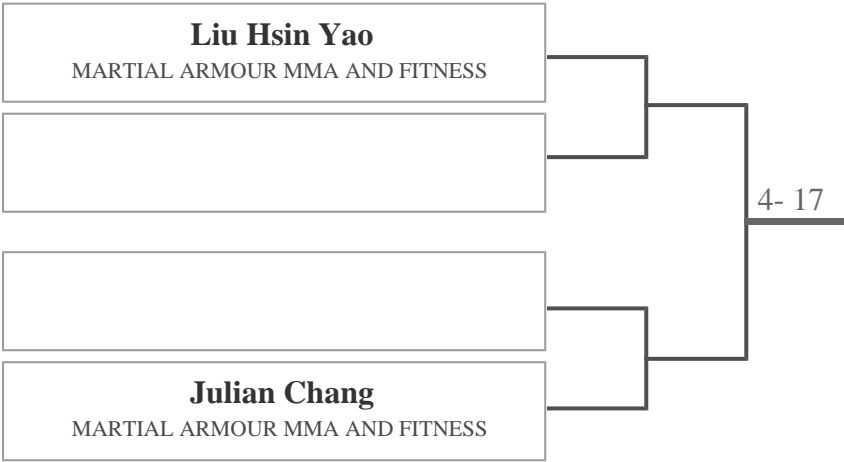 Liu Hsin Yao
MARTIAL ARMOUR MMA AND FITNESS
4- 17
Julian Chang
MARTIAL ARMOUR MMA AND FITNESS